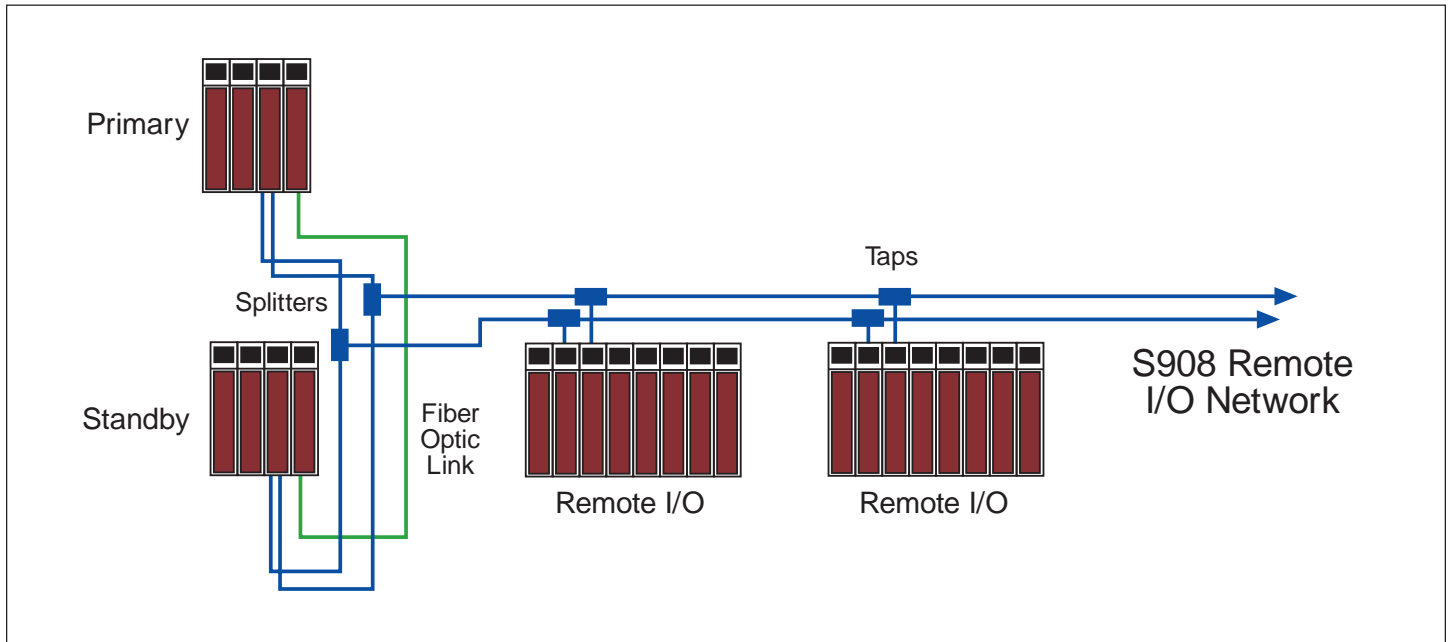 Primary
Taps
Splitters
S908 Remote
I/O Network
Standby
Fiber
Optic
Link
Remote I/O
Remote I/O